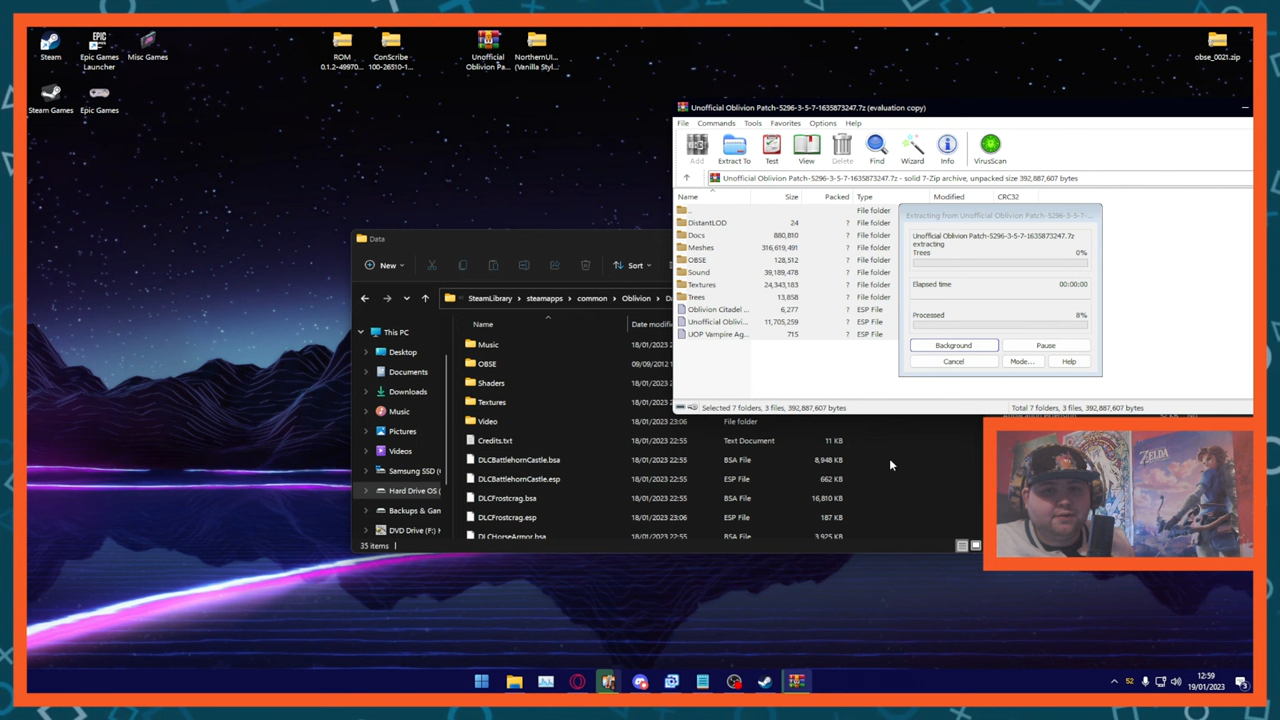 Steam
Epic Games Launcher
Misc Games
ROM 0.1.2-49970...
ConScribe 100-26510-1...
Unofficial Oblivion Pa...
NorthernUI... (Vanilla Styl...
obse_0021.zip
Steam Games
Epic Games
Unofficial Oblivion Patch-5296-3-5-7-1635873247.7z (evaluation copy)
File Commands Tools Favorites Options Help
Add Extract To Test View Delete Find Wizard Info VirusScan
Unofficial Oblivion Patch-5296-3-5-7-1635873247.7z - solid 7-Zip archive, unpacked size 392,887,607 bytes
Name Size Packed Type Modified CRC32
.. File folder
DistantLOD 24 ? File folder
Docs 880,810 ? File folder
Meshes 316,619,491 ? File folder
OBSE 128,512 ? File folder
Sound 39,189,478 ? File folder
Textures 24,343,183 ? File folder
Trees 13,858 ? File folder
Oblivion Citadel ... 6,277 ? ESP File
Unofficial Oblivi... 11,705,259 ? ESP File
UOP Vampire Ag... 715 ? ESP File
Selected 7 folders, 3 files, 392,887,607 bytes
Total 7 folders, 3 files, 392,887,607 bytes
Extracting from Unofficial Oblivion Patch-5296-3-5-7-...
Unofficial Oblivion Patch-5296-3-5-7-1635873247.7z
extracting
Trees 0%
Elapsed time 00:00:00
Processed 8%
Background Pause
Cancel Mode... Help
Data
New Sort
SteamLibrary steamapps common Oblivion Da
This PC
Desktop
Documents
Downloads
Music
Pictures
Videos
Samsung SSD (
Hard Drive OS (
Backups & Gan
DVD Drive (F:) H
Name Date modifie
Music 18/01/2023 23:06
OBSE 09/09/2012
Shaders 18/01/2023 23:06
Textures 18/01/2023 23:06
Video 18/01/2023 23:06 File folder
Credits.txt 18/01/2023 22:55 Text Document 11 KB
DLCBattlehornCastle.bsa 18/01/2023 22:55 BSA File 8,948 KB
DLCBattlehornCastle.esp 18/01/2023 22:55 ESP File 662 KB
DLCFrostcrag.bsa 18/01/2023 22:55 BSA File 16,810 KB
DLCFrostcrag.esp 18/01/2023 23:06 ESP File 187 KB
DLCHorseArmor.bsa 18/01/2023 22:55 BSA File 3,925 KB
35 items
ZELDA
52
12:59
19/01/2023
3